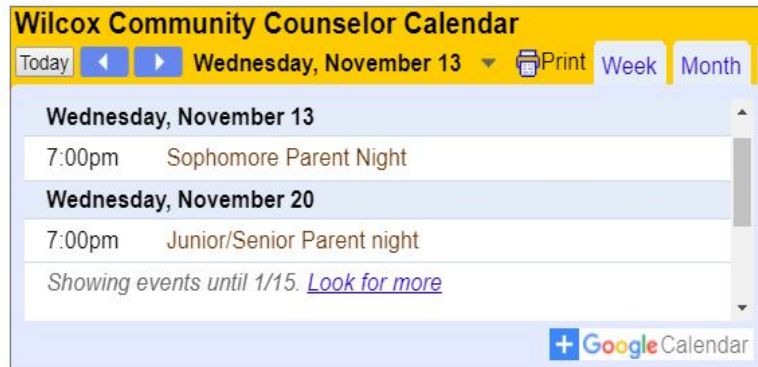 Wilcox Community Counselor Calendar
Today Wednesday, November 13 Print Week Month
Wednesday, November 13
7:00pm Sophomore Parent Night
Wednesday, November 20
7:00pm Junior/Senior Parent night
Showing events until 1/15. Look for more
Google Calendar